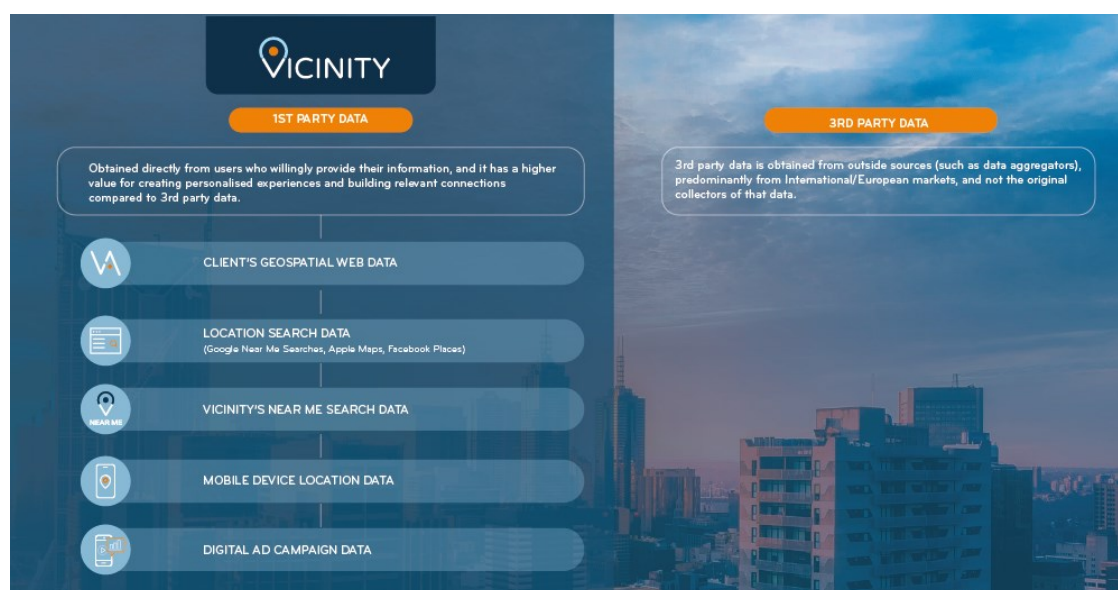 VICINITY
1ST PARTY DATA
Obtained directly from users who willingly provide their information, and it has a higher
value for creating personalised experiences and building relevant connections
compared to 3rd party data.
CLIENT'S GEOSPATIAL WEB DATA
LOCATION SEARCH DATA
(Google Near Me Searches, Apple Maps, Facebook Places)
NEAR ME
VICINITY'S NEAR ME SEARCH DATA
MOBILE DEVICE LOCATION DATA
DIGITAL AD CAMPAIGN DATA
3RD PARTY DATA
3rd party data is obtained from outside sources (such as data aggregators),
predominantly from International/European markets, and not the original
collectors of that data.